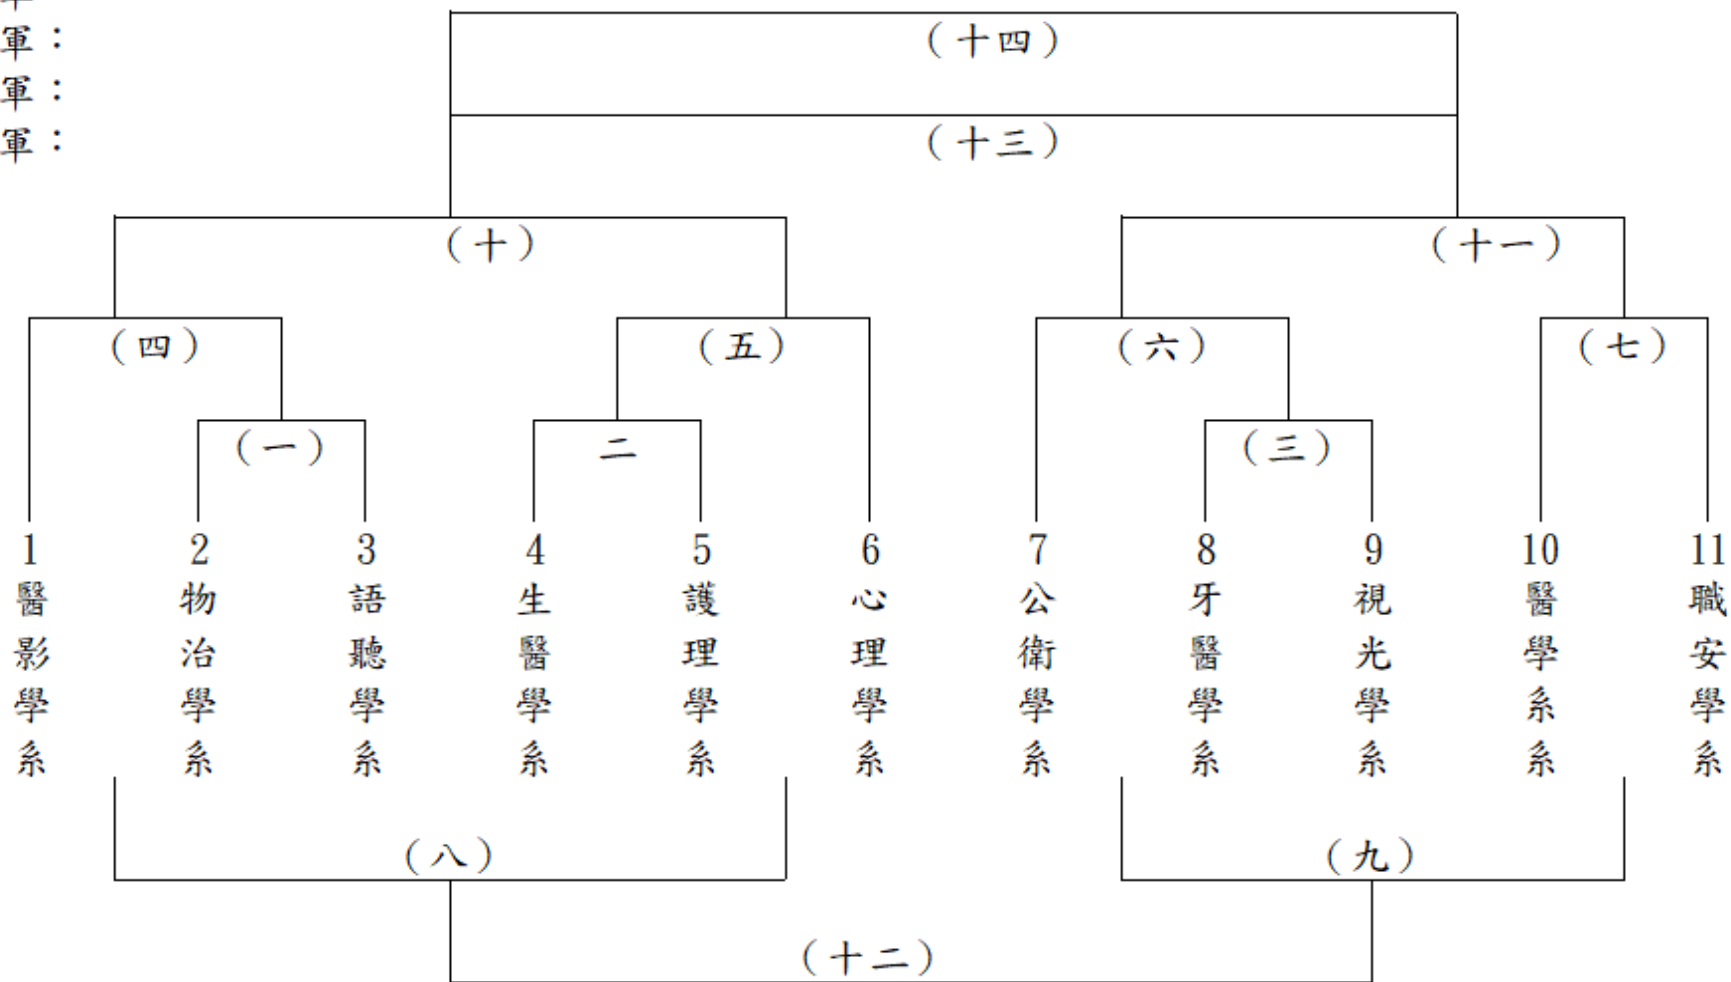 軍：
軍：
軍：
（十四）
（十三）
（十）
（十一）
（四）
（五）
（六）
（七）
（一）
二
（三）
1 2 3 4 5 6 7 8 9 10 11
醫影學系
物治學系
語聽學系
生醫學系
護理學系
心理學系
公衛學系
牙醫學系
視光學系
醫學系系
職安學系
（八）
（九）
（十二）